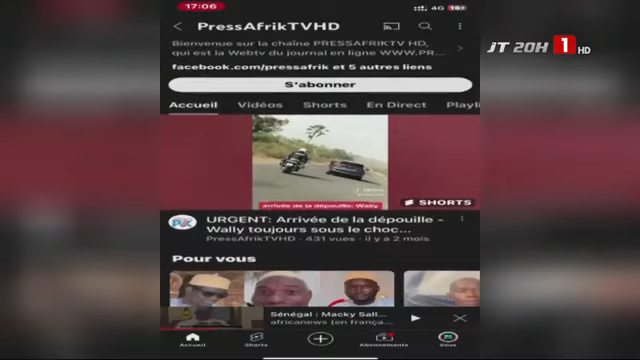 17:06
4G
16+
PressAfrikTVHD
JT 20H 1 HD
Bienvenue sur la chaîne PRESSAFRIKTV HD,
qui est la Webtv du journal en ligne WWW.PR...
facebook.com/pressafrik et 5 autres liens
S'abonner
Accueil Vidéos Shorts En Direct Playli
arrivée de la dépouille: Wally
SHORTS
URGENT: Arrivée de la dépouille -
Wally toujours sous le choc...
PressAfrikTVHD - 431 vues - il y a 2 mois
Pour vous
Sénégal : Macky Sall...
africanews (en frança...
Accueil Shorts Abonnements Vous